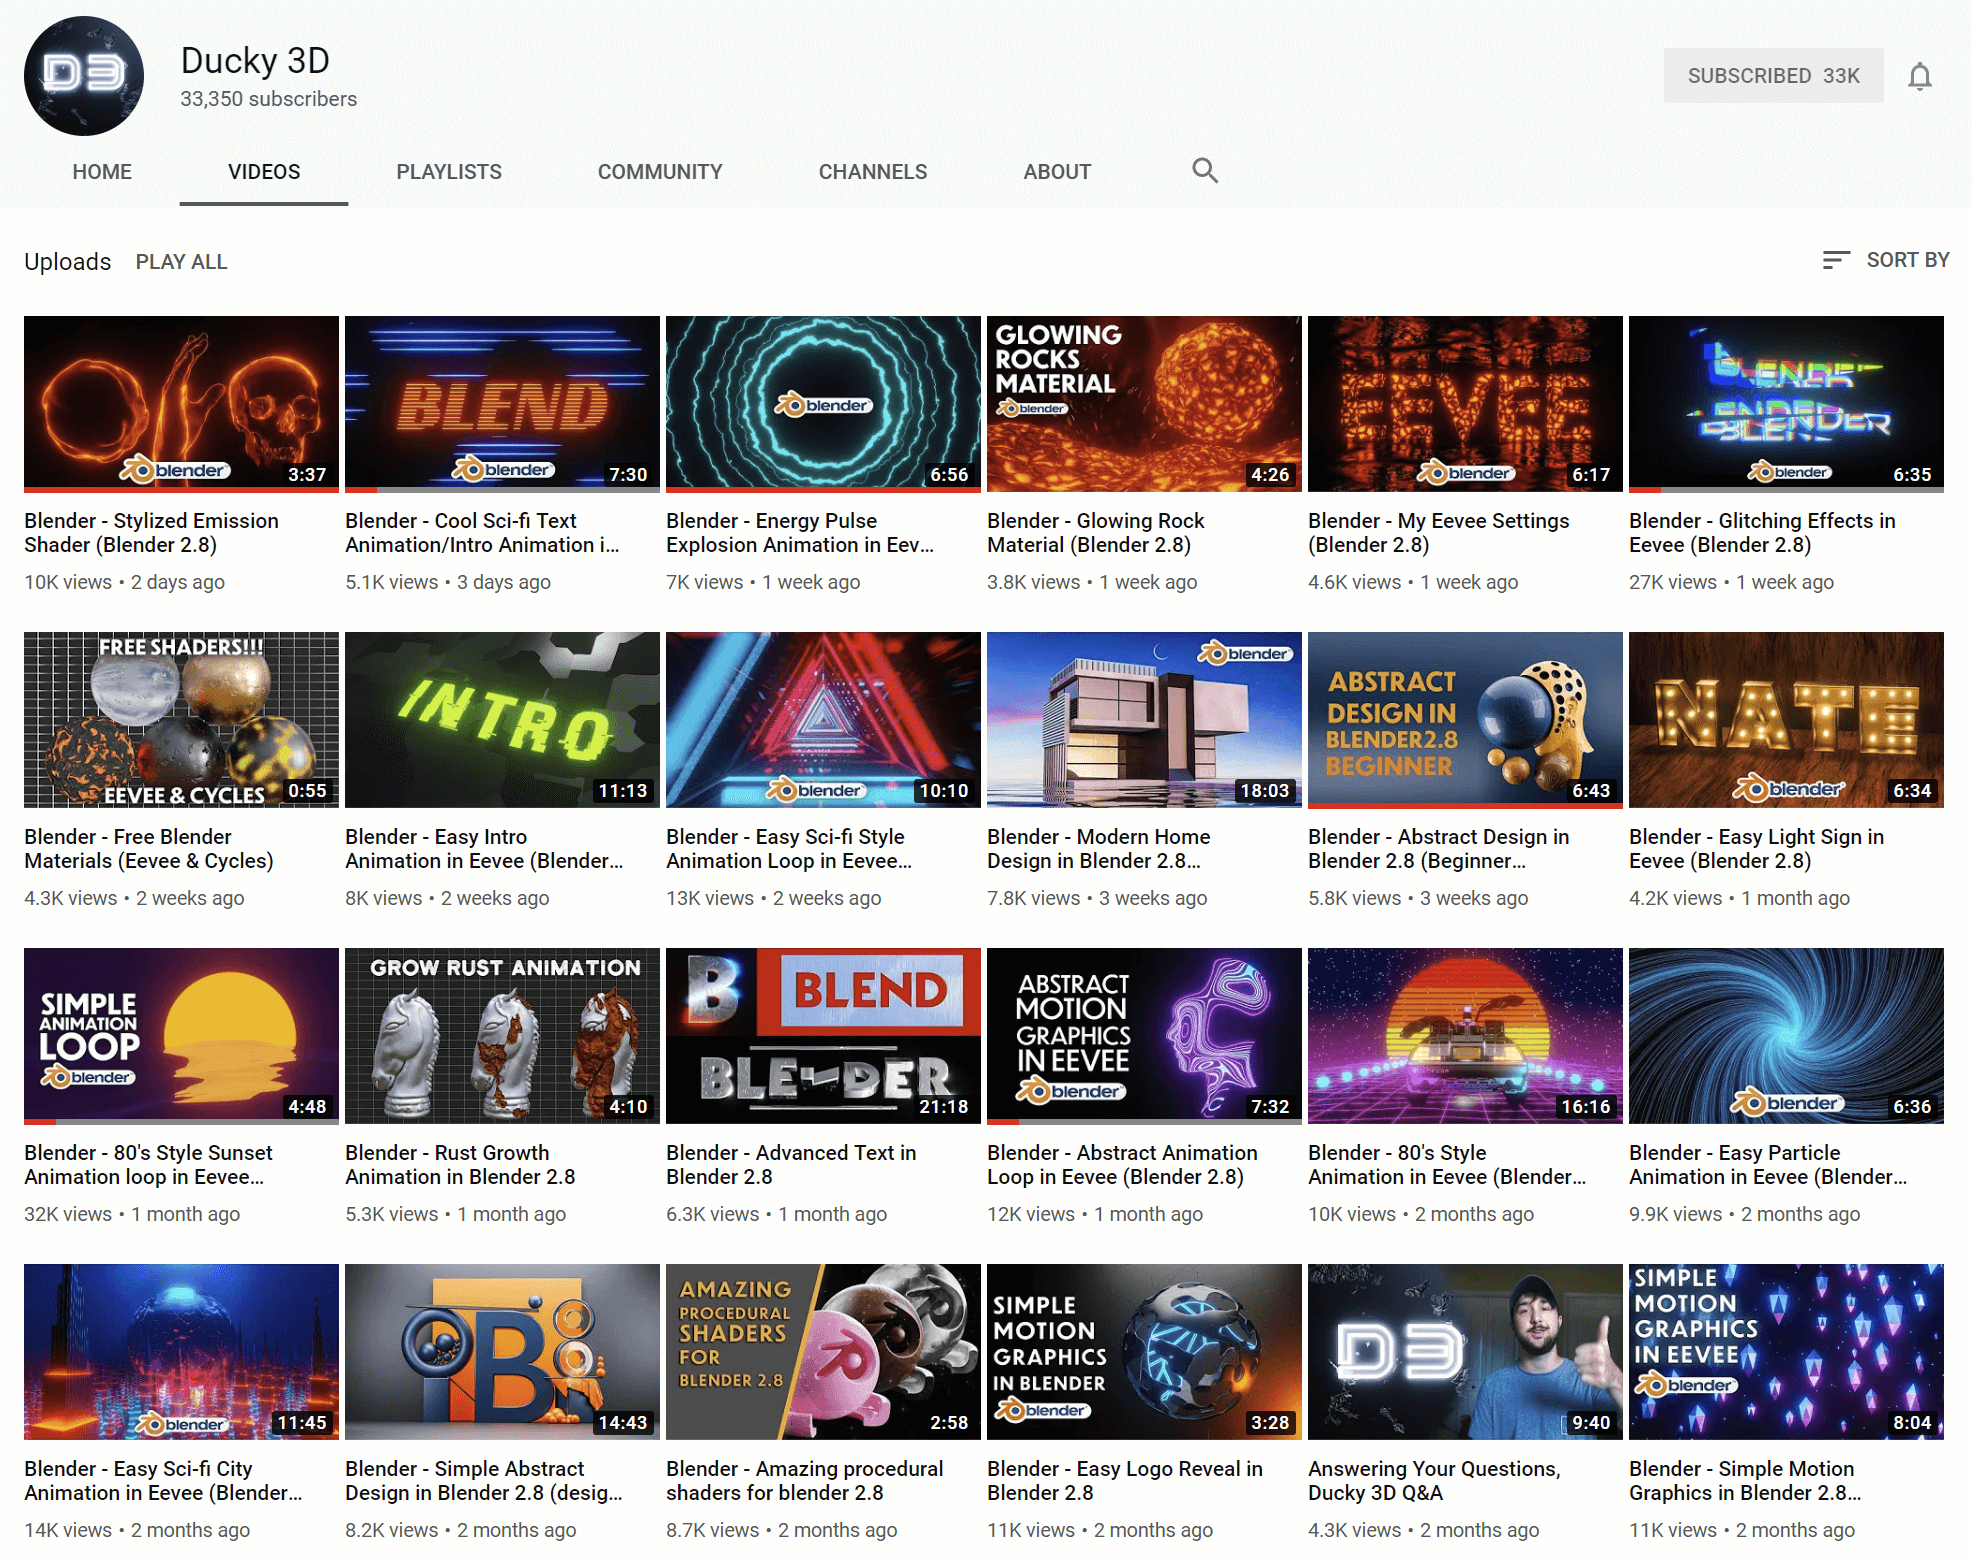 D3
Ducky 3D
33,350 subscribers
SUBSCRIBED 33K
HOME
VIDEOS
PLAYLISTS
COMMUNITY
CHANNELS
ABOUT
Uploads
PLAY ALL
SORT BY
blender
3:37
BLEND
blender
7:30
blender
6:56
GLOWING
ROCKS
MATERIAL
blender
4:26
EEVEE
blender
6:17
blender
6:35
Blender - Stylized Emission
Shader (Blender 2.8)
10K views • 2 days ago
Blender - Cool Sci-fi Text
Animation/Intro Animation i...
5.1K views • 3 days ago
Blender - Energy Pulse
Explosion Animation in Eev...
7K views • 1 week ago
Blender - Glowing Rock
Material (Blender 2.8)
3.8K views • 1 week ago
Blender - My Eevee Settings
(Blender 2.8)
4.6K views • 1 week ago
Blender - Glitching Effects in
Eevee (Blender 2.8)
27K views • 1 week ago
FREE SHADERS!!!
EEVEE & CYCLES
0:55
INTRO
11:13
blender
10:10
blender
18:03
ABSTRACT
DESIGN IN
BLENDER2.8
BEGINNER
6:43
NATE
blender
6:34
Blender - Free Blender
Materials (Eevee & Cycles)
4.3K views • 2 weeks ago
Blender - Easy Intro
Animation in Eevee (Blender...
8K views • 2 weeks ago
Blender - Easy Sci-fi Style
Animation Loop in Eevee...
13K views • 2 weeks ago
Blender - Modern Home
Design in Blender 2.8...
7.8K views • 3 weeks ago
Blender - Abstract Design in
Blender 2.8 (Beginner...
5.8K views • 3 weeks ago
Blender - Easy Light Sign in
Eevee (Blender 2.8)
4.2K views • 1 month ago
SIMPLE
ANIMATION
LOOP
blender
4:48
GROW RUST ANIMATION
4:10
B
BLEND
BLENDER
21:18
ABSTRACT
MOTION
GRAPHICS
IN EEVEE
blender
7:32
16:16
blender
6:36
Blender - 80's Style Sunset
Animation loop in Eevee...
32K views • 1 month ago
Blender - Rust Growth
Animation in Blender 2.8
5.3K views • 1 month ago
Blender - Advanced Text in
Blender 2.8
6.3K views • 1 month ago
Blender - Abstract Animation
Loop in Eevee (Blender 2.8)
12K views • 1 month ago
Blender - 80's Style
Animation in Eevee (Blender...
10K views • 2 months ago
Blender - Easy Particle
Animation in Eevee (Blender...
9.9K views • 2 months ago
blender
11:45
B
14:43
AMAZING
PROCEDURAL
SHADERS
FOR
BLENDER 2.8
2:58
SIMPLE
MOTION
GRAPHICS
IN BLENDER
blender
3:28
D3
9:40
SIMPLE
MOTION
GRAPHICS
IN EEVEE
blender
8:04
Blender - Easy Sci-fi City
Animation in Eevee (Blender...
14K views • 2 months ago
Blender - Simple Abstract
Design in Blender 2.8 (desig...
8.2K views • 2 months ago
Blender - Amazing procedural
shaders for blender 2.8
8.7K views • 2 months ago
Blender - Easy Logo Reveal in
Blender 2.8
11K views • 2 months ago
Answering Your Questions,
Ducky 3D Q&A
4.3K views • 2 months ago
Blender - Simple Motion
Graphics in Blender 2.8...
11K views • 2 months ago